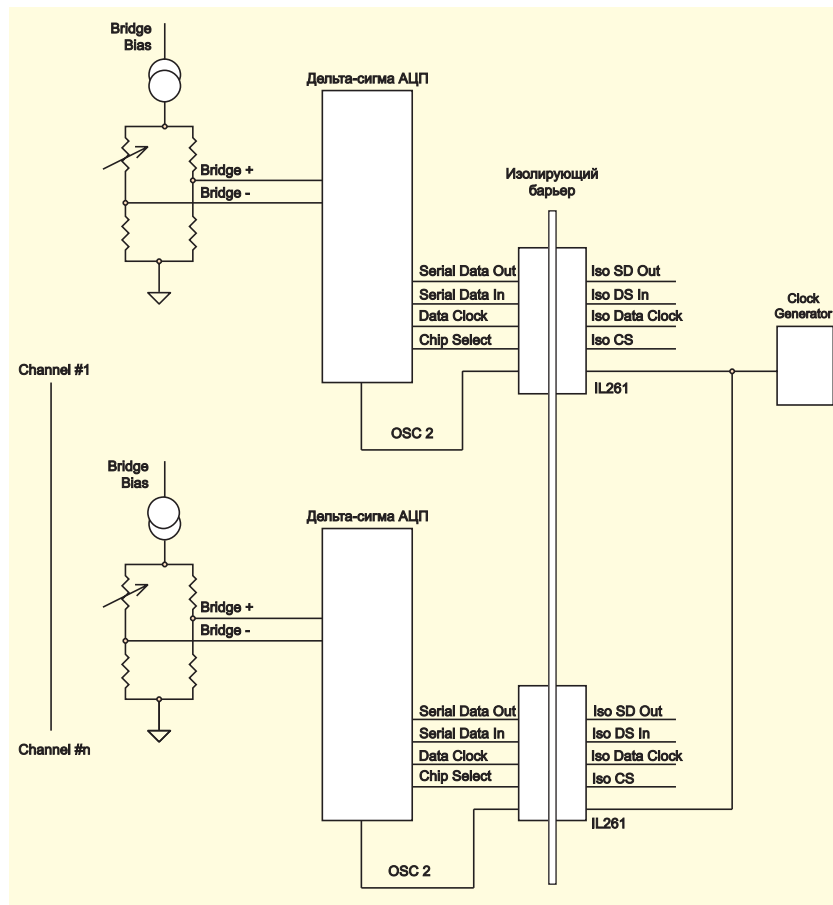 Bridge
Bias
Дельта-сигма АЦП
Bridge +
Bridge -
Изолирующий
барьер
Serial Data Out
Serial Data In
Data Clock
Chip Select
Iso SD Out
Iso DS In
Iso Data Clock
Iso CS
Clock
Generator
IL261
OSC 2
Channel #1
Bridge
Bias
Дельта-сигма АЦП
Bridge +
Bridge -
Serial Data Out
Serial Data In
Data Clock
Chip Select
Iso SD Out
Iso DS In
Iso Data Clock
Iso CS
IL261
OSC 2
Channel #n